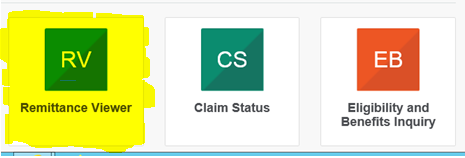 RV
CS
EB
Remittance Viewer
Claim Status
Eligibility and
Benefits Inquiry